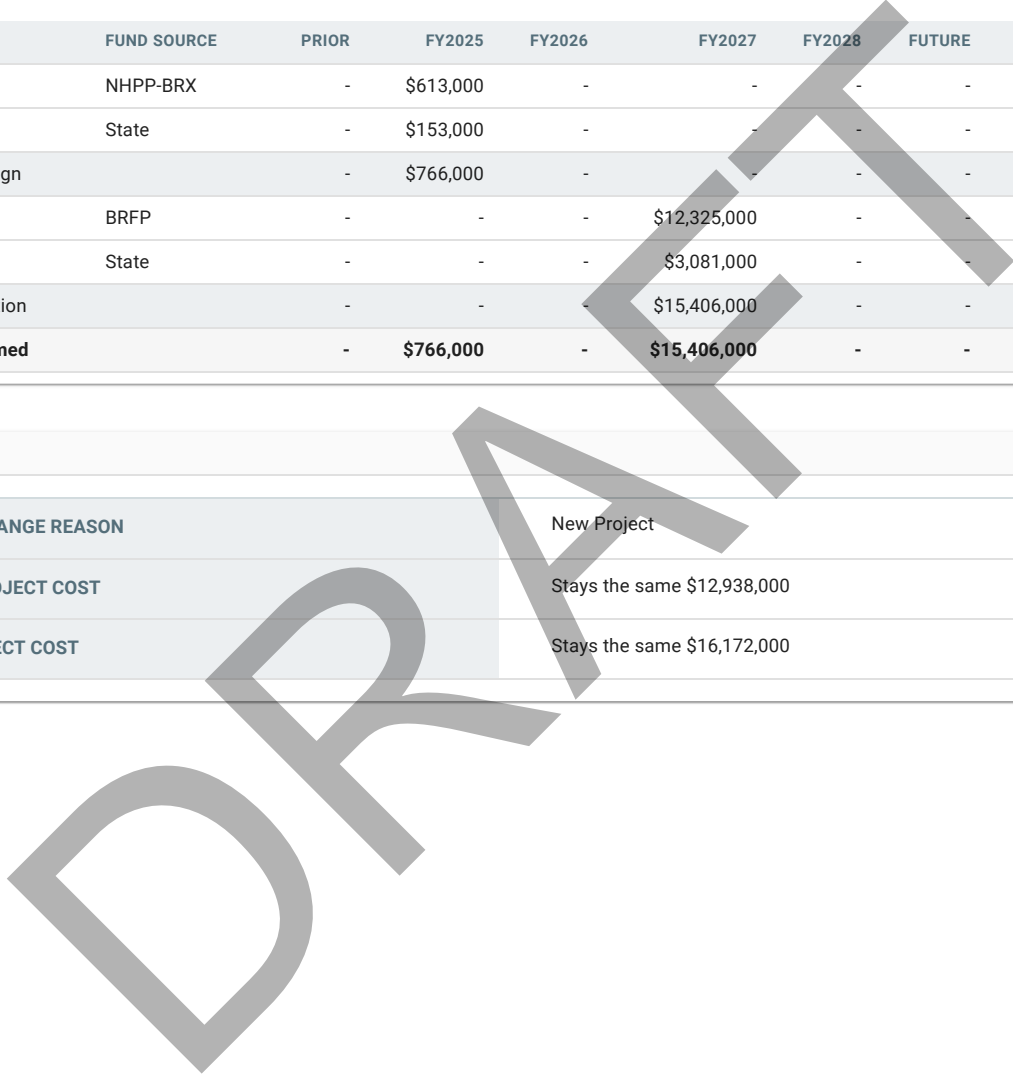 FUND SOURCE PRIOR FY2025 FY2026 FY2027 FY2028 FUTURE
NHPP-BRX - $613,000 - - - -
State - $153,000 - - - -
gn - $766,000 - - - -
BRFP - - - $12,325,000 - -
State - - - $3,081,000 - -
ion - - - $15,406,000 - -
med - $766,000 - $15,406,000 - -
ANGE REASON New Project
JECT COST Stays the same $12,938,000
ECT COST Stays the same $16,172,000
DRAFT